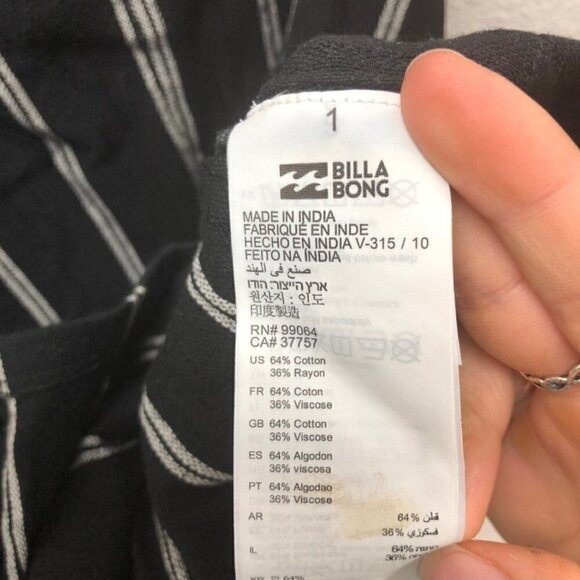 1
BILLA
BONG
MADE IN INDIA
FABRIQUÉ EN INDE
HECHO EN INDIA V-315 / 10
FEITO NA ÍNDIA
صنع في الهند
ארץ הייצור: הודו
원산지 : 인도
印度製造
RN# 99064
CA# 37757
US 64% Cotton
36% Rayon
FR 64% Coton
36% Viscose
GB 64% Cotton
36% Viscose
ES 64% Algodon
36% viscosa
PT 64% Algodao
36% Viscose
AR 64% قطن
36% فسكوزي
IL 64% כותנה
36%
64%